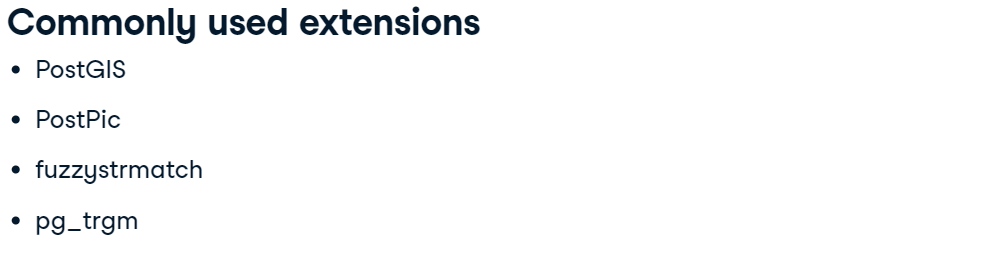 Commonly used extensions
• PostGIS
• PostPic
• fuzzystrmatch
• pg_trgm